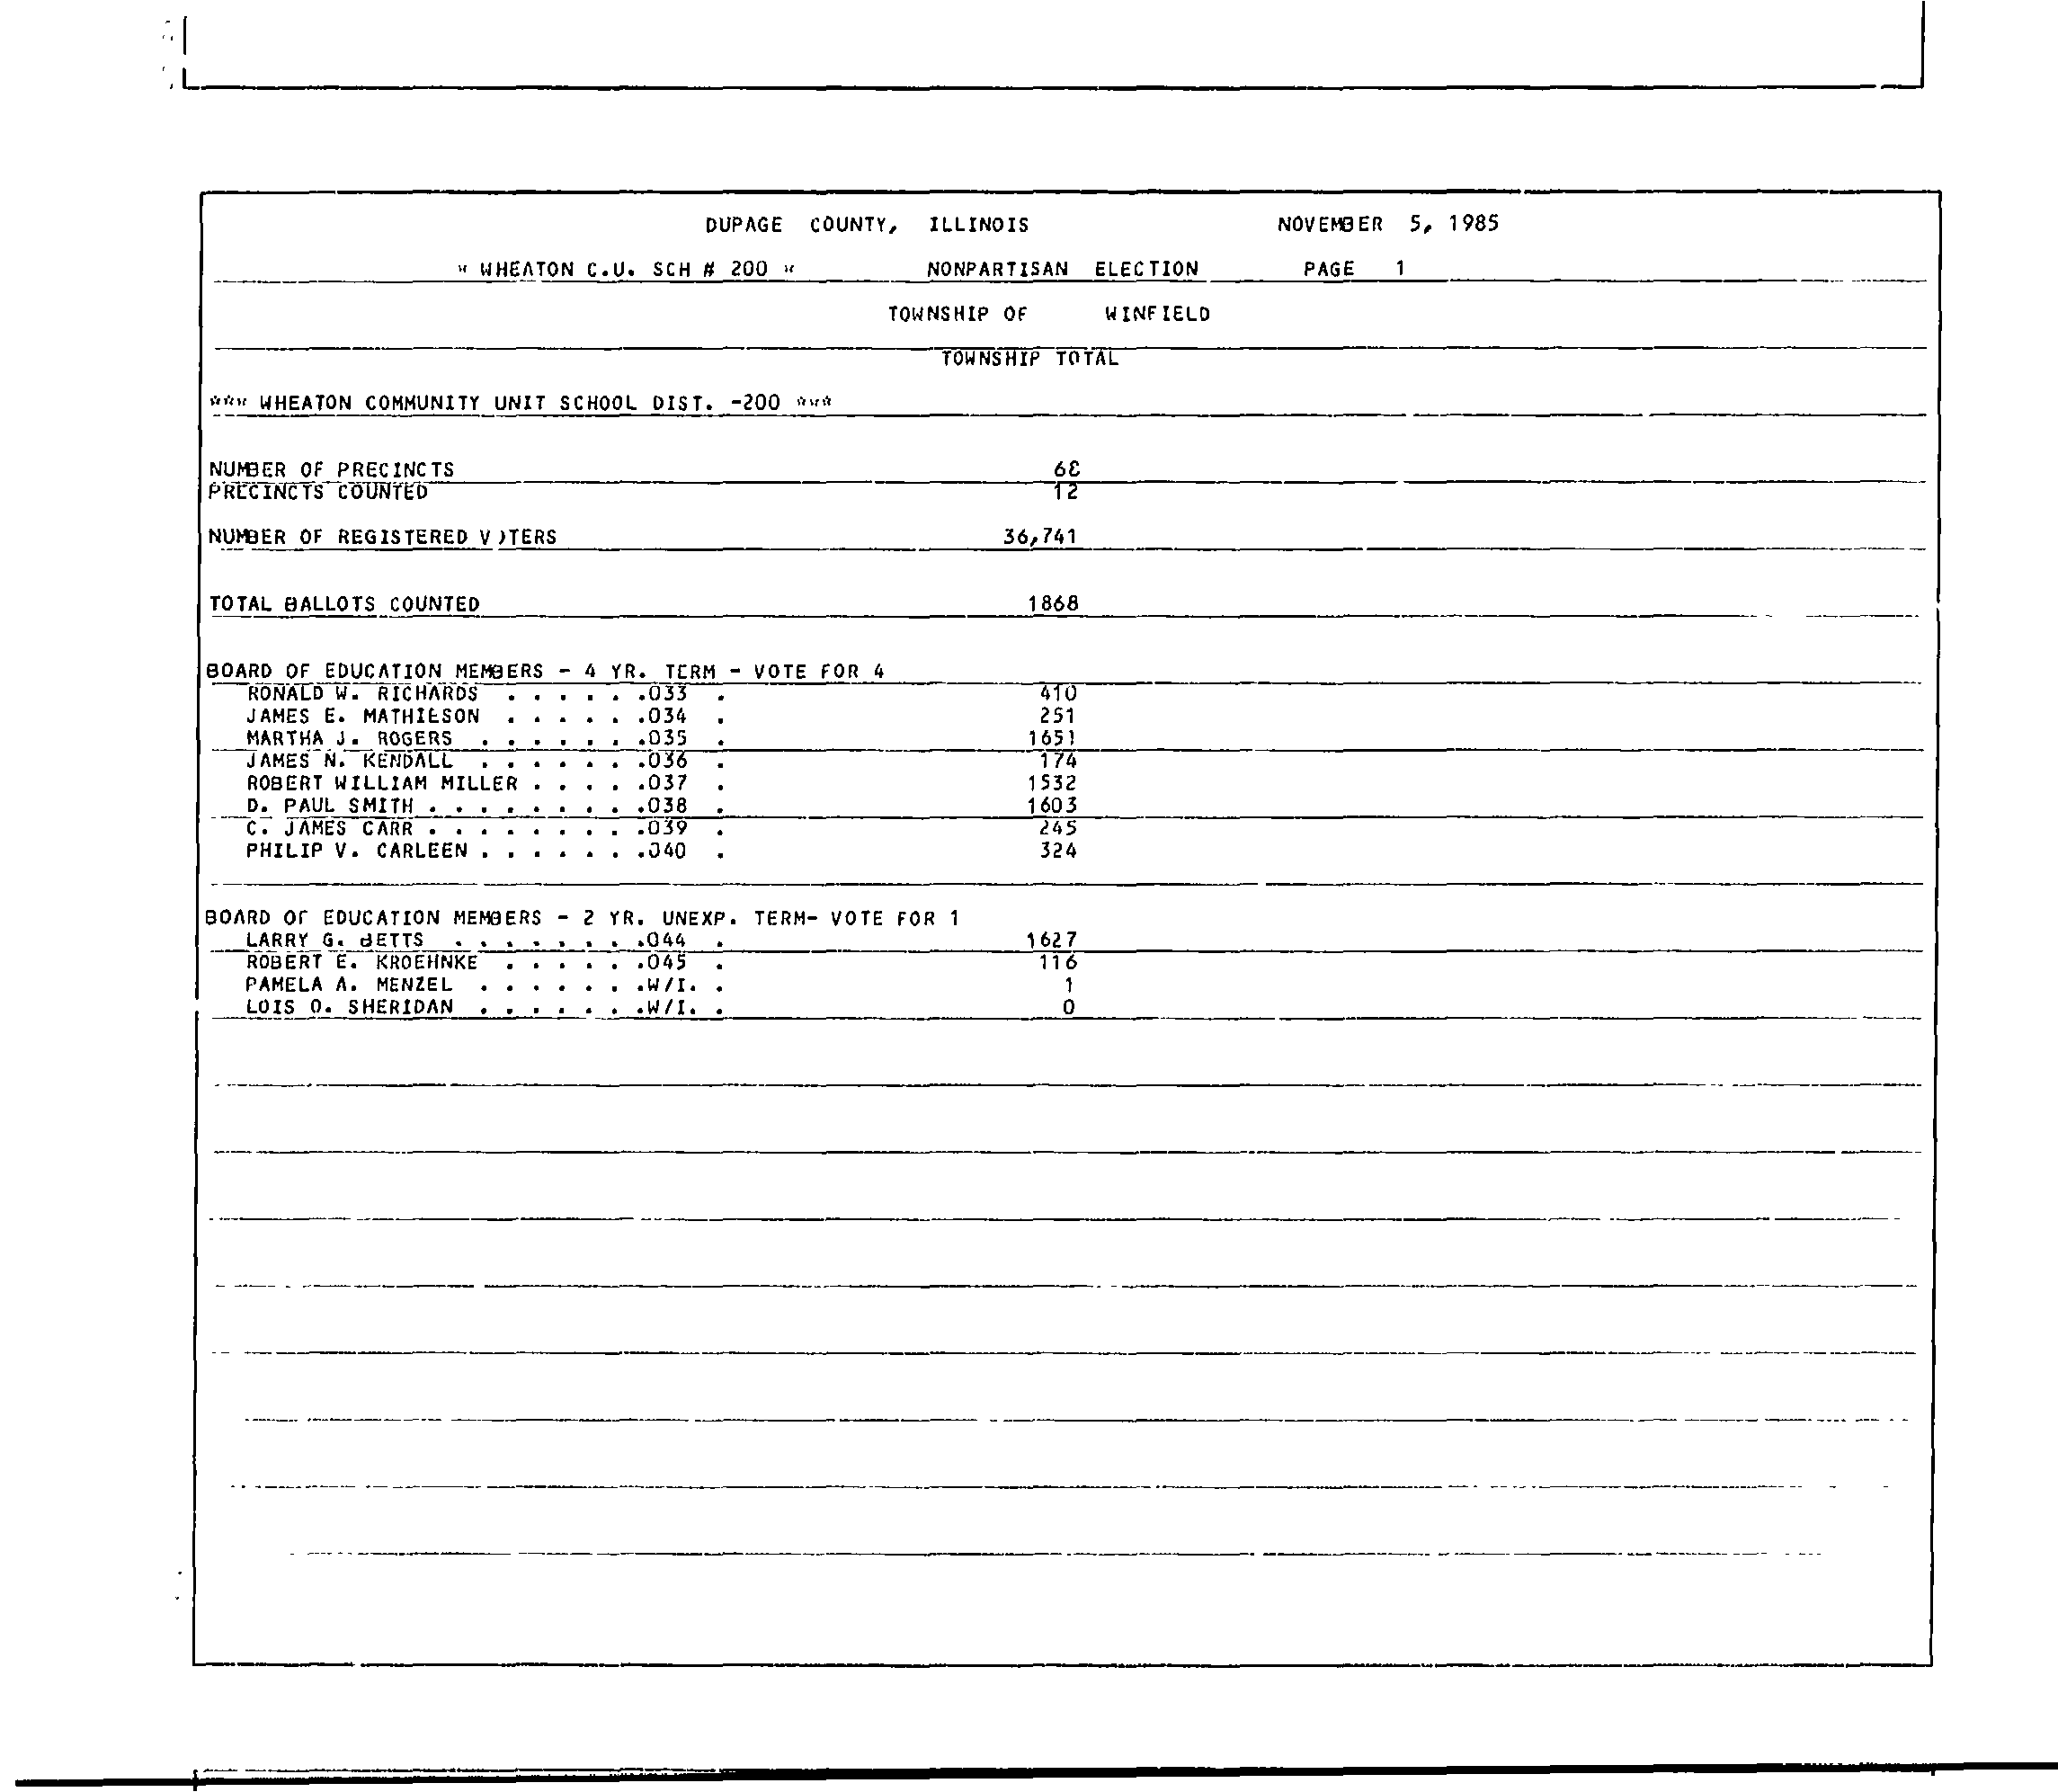 DUPAGE COUNTY, ILLINOIS NOVEMBER 5, 1985
* WHEATON C.U. SCH # 200 * NONPARTISAN ELECTION PAGE 1
TOWNSHIP OF WINFIELD
TOWNSHIP TOTAL
*** WHEATON COMMUNITY UNIT SCHOOL DIST. -200 ***
NUMBER OF PRECINCTS 68
PRECINCTS COUNTED 12
NUMBER OF REGISTERED VOTERS 36,741
TOTAL BALLOTS COUNTED 1868
BOARD OF EDUCATION MEMBERS - 4 YR. TERM - VOTE FOR 4
RONALD W. RICHARDS . . . . . .033 . 410
JAMES E. MATHIESON . . . . . .034 . 251
MARTHA J. ROGERS . . . . . . .035 . 1651
JAMES N. KENDALL . . . . . . .036 . 174
ROBERT WILLIAM MILLER . . . . .037 . 1532
D. PAUL SMITH . . . . . . . . .038 . 1603
C. JAMES CARR . . . . . . . . .039 . 245
PHILIP V. CARLEEN . . . . . . .040 . 324
BOARD OF EDUCATION MEMBERS - 2 YR. UNEXP. TERM- VOTE FOR 1
LARRY G. BETTS . . . . . . . .044 . 1627
ROBERT E. KROEHNKE . . . . . .045 . 116
PAMELA A. MENZEL . . . . . . .W/I. . 1
LOIS O. SHERIDAN . . . . . . .W/I. . 0